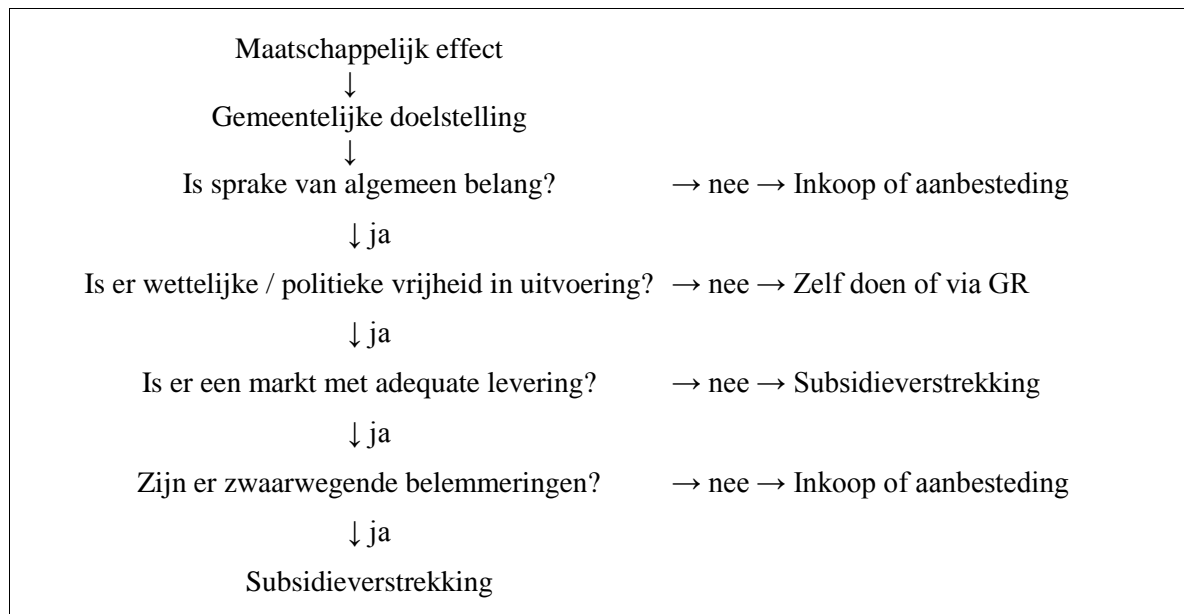 Maatschappelijk effect
↓
Gemeentelijke doelstelling
↓
Is sprake van algemeen belang? → nee → Inkoop of aanbesteding
↓ ja
Is er wettelijke / politieke vrijheid in uitvoering? → nee → Zelf doen of via GR
↓ ja
Is er een markt met adequate levering? → nee → Subsidieverstrekking
↓ ja
Zijn er zwaarwegende belemmeringen? → nee → Inkoop of aanbesteding
↓ ja
Subsidieverstrekking